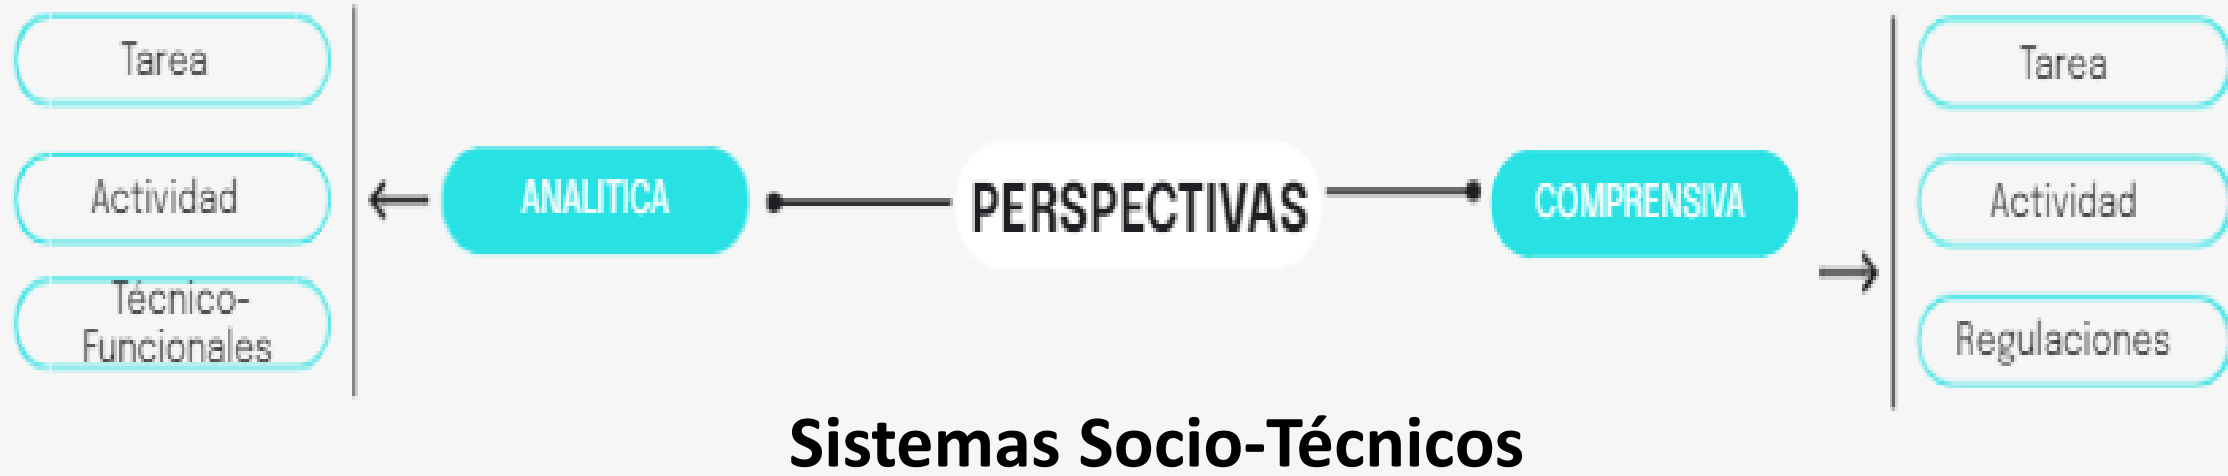 Tarea
Actividad
Técnico-
Funcionales
ANALITICA
PERSPECTIVAS
COMPRENSIVA
Tarea
Actividad
Regulaciones
Sistemas Socio-Técnicos